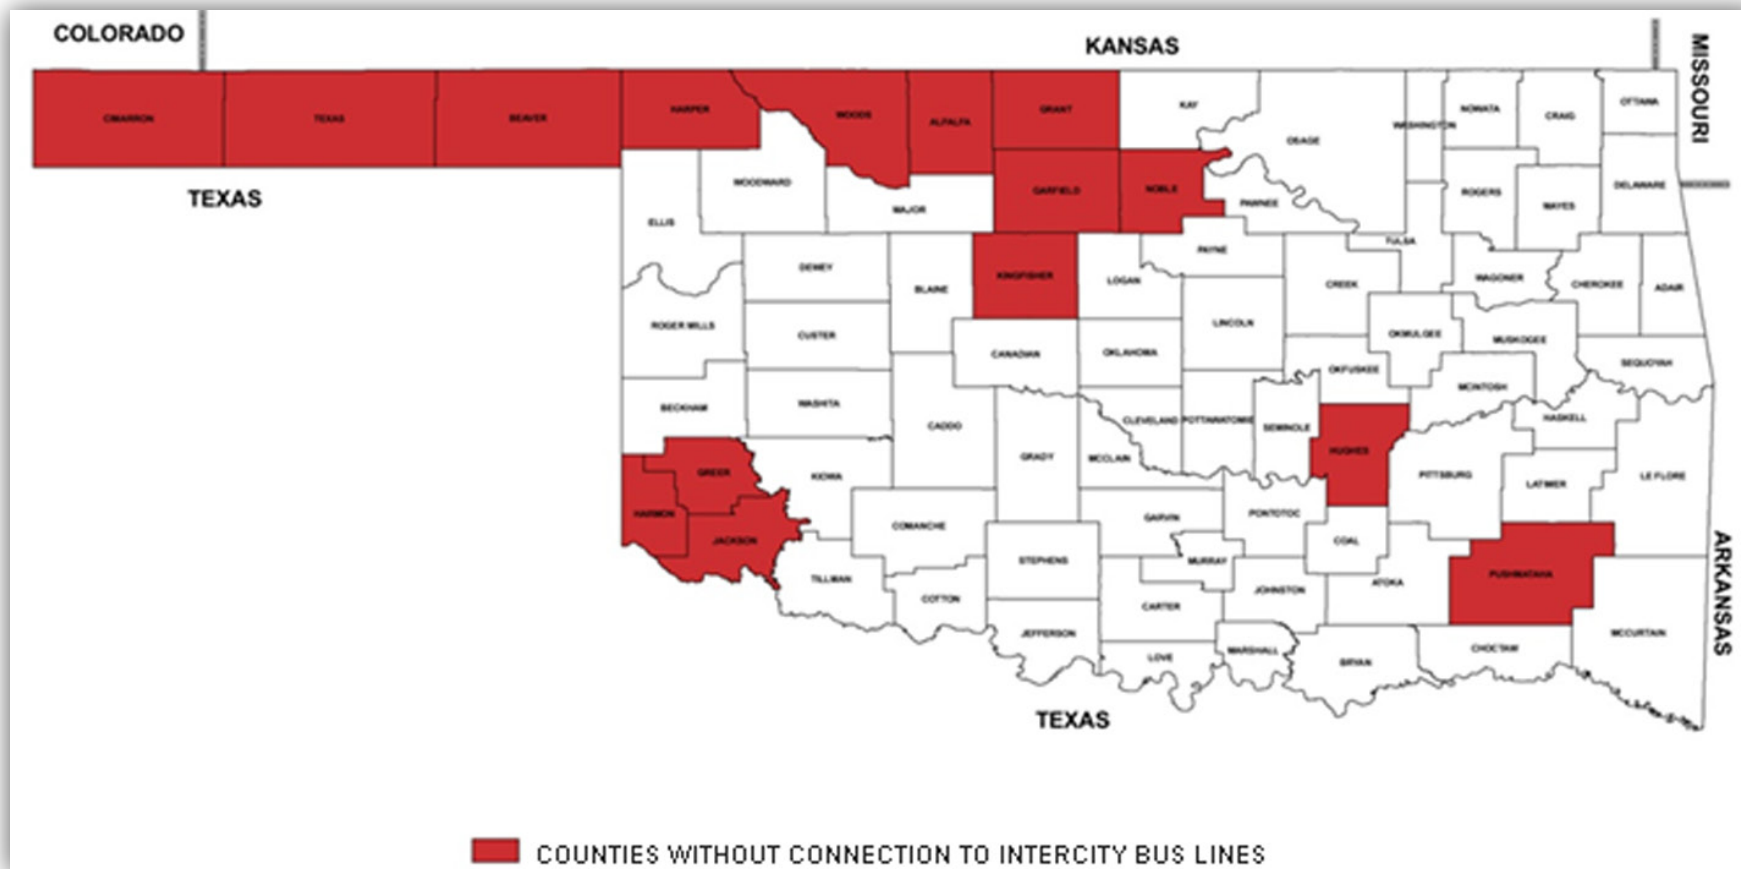 COLORADO
KANSAS
MISSOURI
CIMARRON
TEXAS
BEAVER
HARPER
WOODS
ALFALFA
GRANT
KAY
OSAGE
WASHINGTON
NOWATA
CRAIG
OTTAWA
TEXAS
ELLIS
WOODWARD
MAJOR
GARFIELD
NOBLE
PAWNEE
ROGERS
MAYES
DELAWARE
DEWEY
BLAINE
KINGFISHER
LOGAN
PAYNE
CREEK
TULSA
WAGONER
CHEROKEE
ADAIR
ROGER MILLS
CUSTER
CANADIAN
OKLAHOMA
LINCOLN
OKMULGEE
MUSKOGEE
SEQUOYAH
BECKHAM
WASHITA
CADDO
GRADY
MCCLAIN
CLEVELAND
POTTAWATOMIE
SEMINOLE
OKFUSKEE
MCINTOSH
HASKELL
HARMON
GREER
JACKSON
KIOWA
COMANCHE
STEPHENS
GARVIN
PONTOTOC
HUGHES
PITTSBURG
LATIMER
LE FLORE
TILLMAN
COTTON
JEFFERSON
CARTER
MURRAY
JOHNSTON
COAL
ATOKA
PUSHMATAHA
LOVE
MARSHALL
BRYAN
CHOCTAW
MCCURTAIN
ARKANSAS
TEXAS
COUNTIES WITHOUT CONNECTION TO INTERCITY BUS LINES